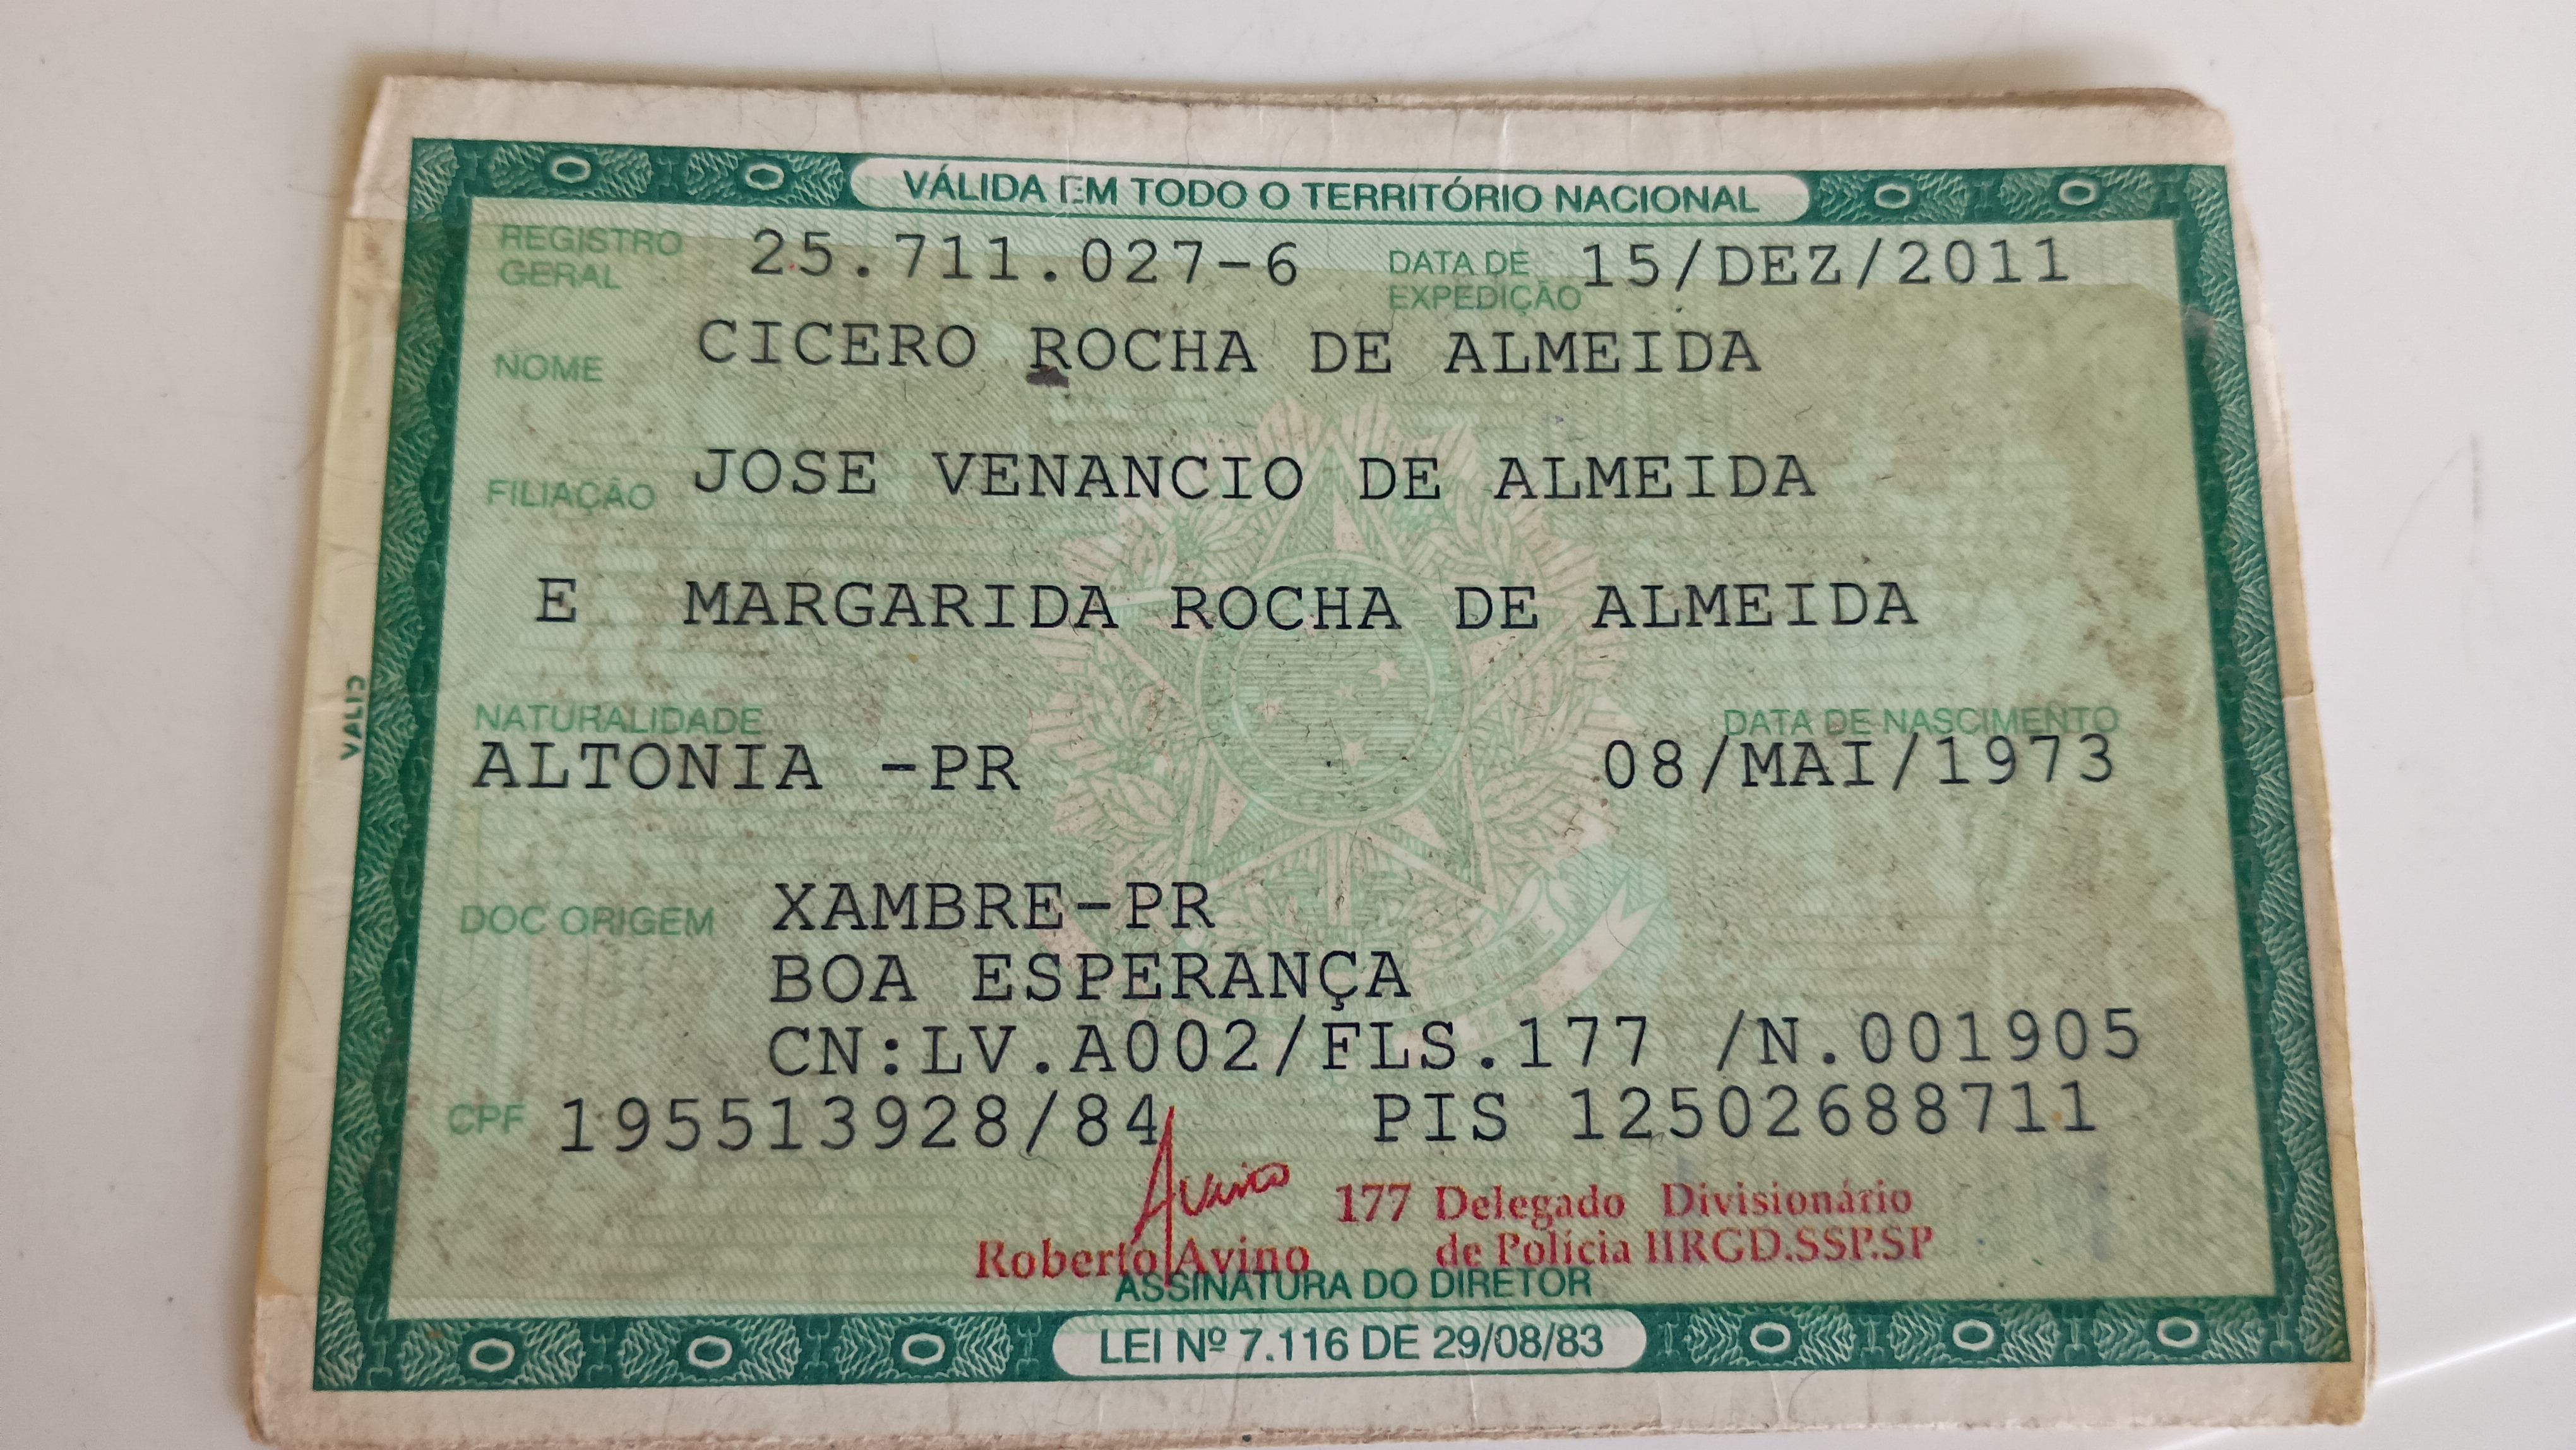 VÁLIDA EM TODO O TERRITÓRIO NACIONAL
REGISTRO GERAL 25.711.027-6 DATA DE EXPEDIÇÃO 15/DEZ/2011
NOME CICERO ROCHA DE ALMEIDA
FILIAÇÃO JOSE VENANCIO DE ALMEIDA
E MARGARIDA ROCHA DE ALMEIDA
NATURALIDADE DATA DE NASCIMENTO
ALTONIA -PR 08/MAI/1973
DOC ORIGEM XAMBRE-PR
BOA ESPERANÇA
CN:LV.A002/FLS.177 /N.001905
CPF 195513928/84 PIS 12502688711
Avino
177 Delegado Divisionário
Roberto Avino de Polícia IIRGD.SSP.SP
ASSINATURA DO DIRETOR
LEI Nº 7.116 DE 29/08/83